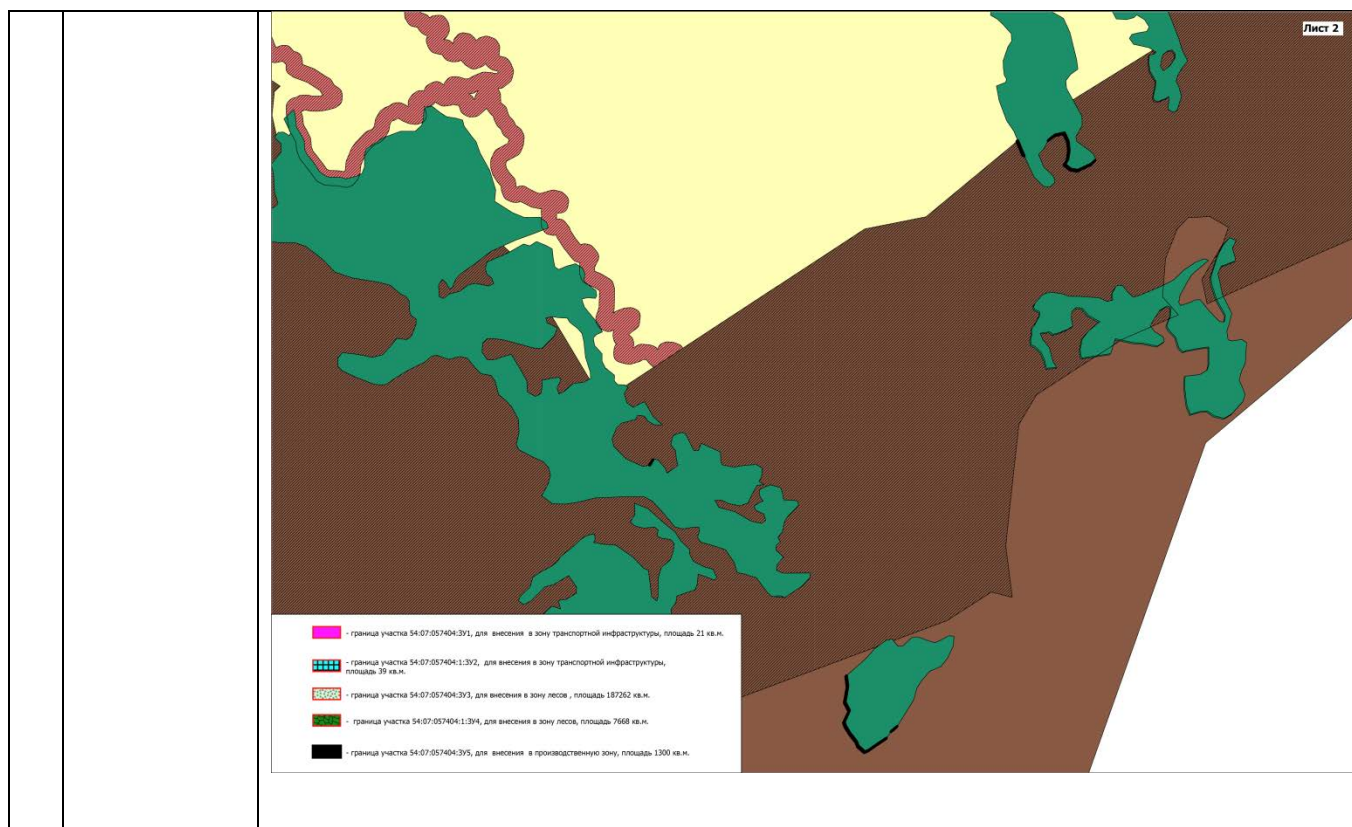 Лист 2
- граница участка 54:07:057404:ЗУ1, для внесения в зону транспортной инфраструктуры, площадь 21 кв.м.
- граница участка 54:07:057404:1:ЗУ2, для внесения в зону транспортной инфраструктуры,
площадь 39 кв.м.
- граница участка 54:07:057404:ЗУ3, для внесения в зону лесов , площадь 187262 кв.м.
- граница участка 54:07:057404:1:ЗУ4, для внесения в зону лесов, площадь 7668 кв.м.
- граница участка 54:07:057404:ЗУ5, для внесения в производственную зону, площадь 1300 кв.м.